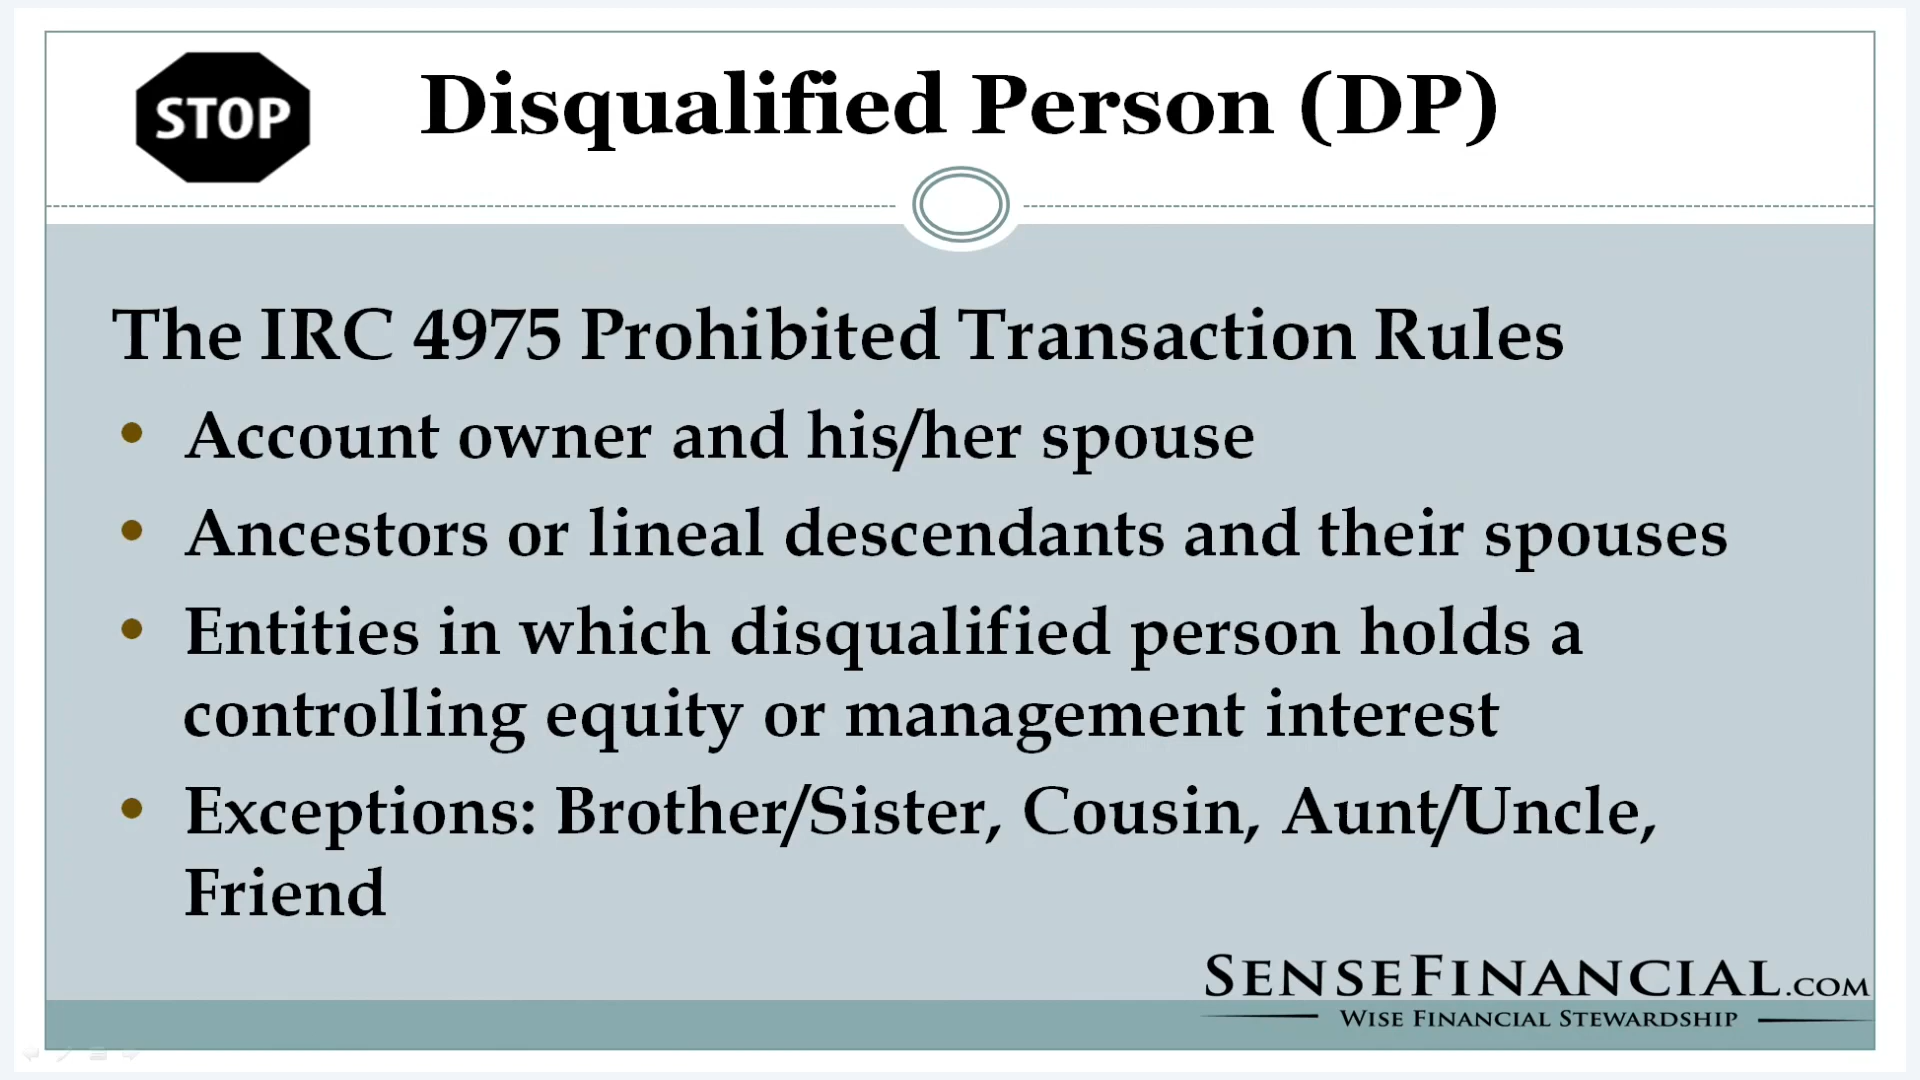 STOP
Disqualified Person (DP)
The IRC 4975 Prohibited Transaction Rules
• Account owner and his/her spouse
• Ancestors or lineal descendants and their spouses
• Entities in which disqualified person holds a
controlling equity or management interest
• Exceptions: Brother/Sister, Cousin, Aunt/Uncle,
Friend
SENSEFINANCIAL.COM
WISE FINANCIAL STEWARDSHIP